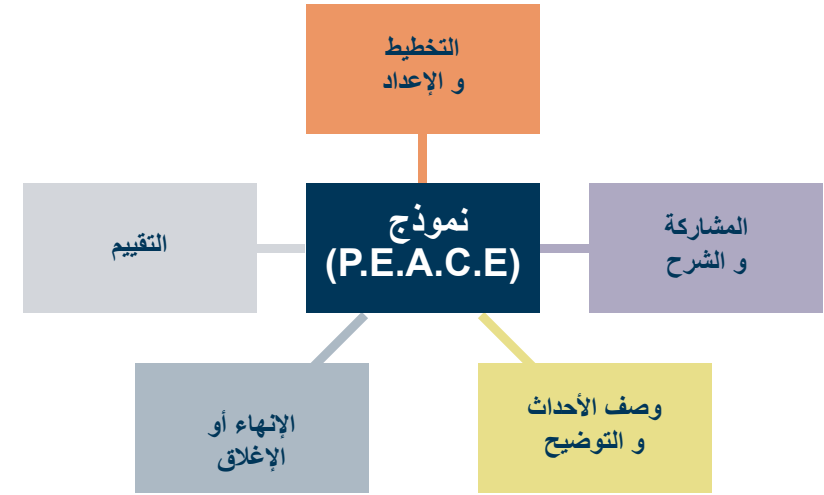 التخطيط
و الإعداد
نموذج
(P.E.A.C.E)
المشاركة
و الشرح
وصف الأحداث
و التوضيح
الإنهاء أو
الإغلاق
التقييم